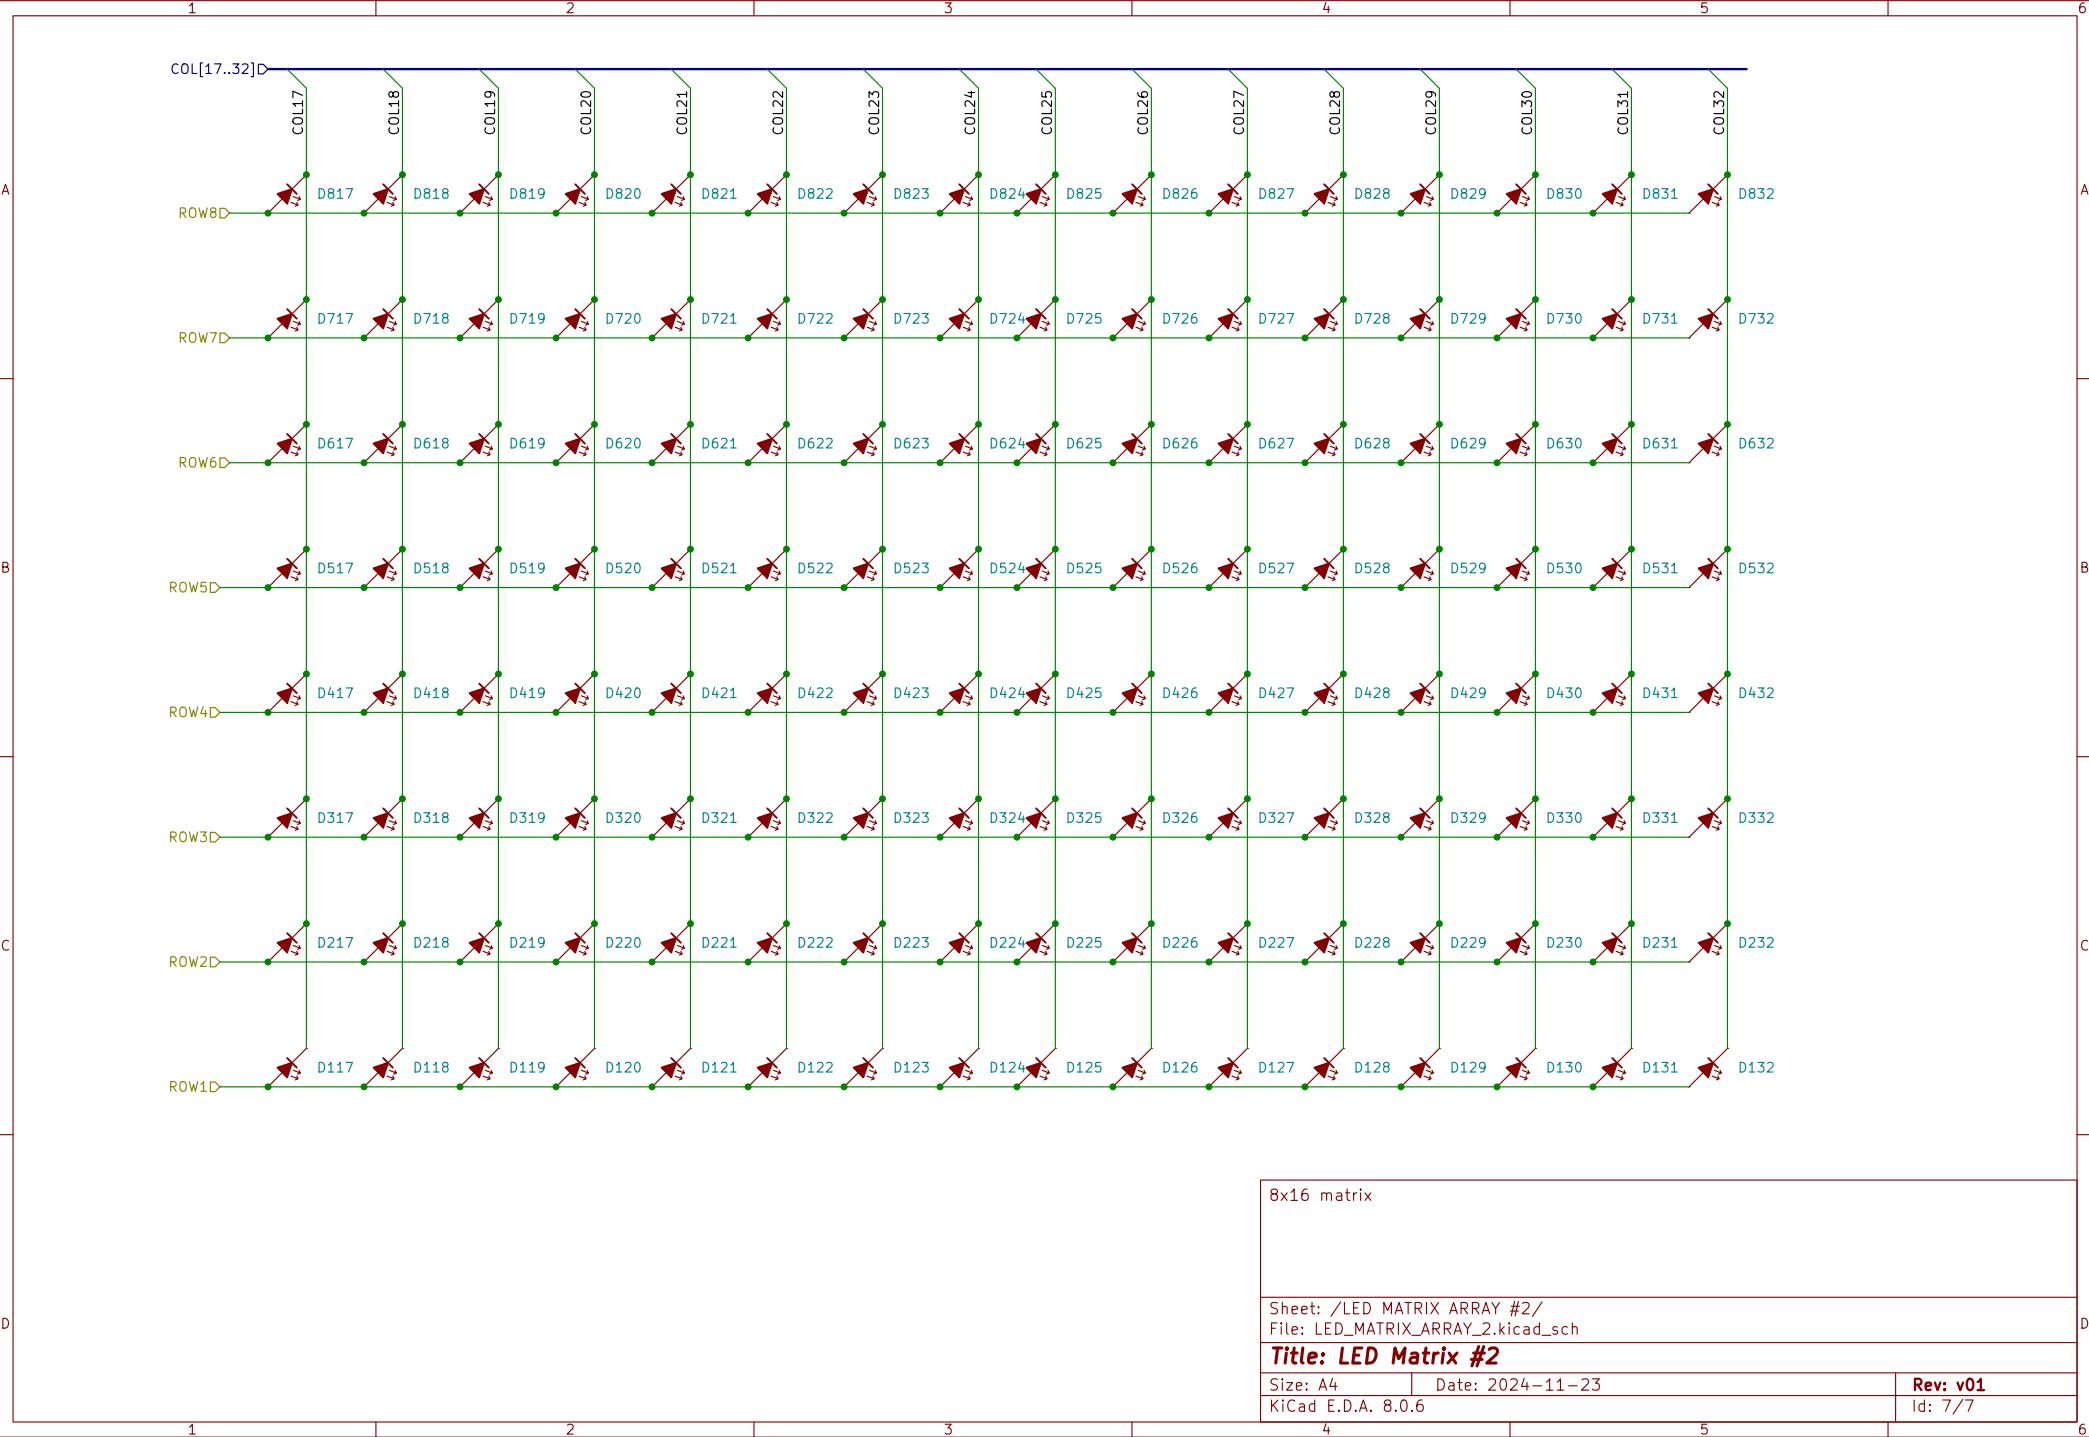 1 2 3 4 5 6
COL[17..32]
COL17 COL18 COL19 COL20 COL21 COL22 COL23 COL24 COL25 COL26 COL27 COL28 COL29 COL30 COL31 COL32
A D817 D818 D819 D820 D821 D822 D823 D824 D825 D826 D827 D828 D829 D830 D831 D832 A
ROW8
D717 D718 D719 D720 D721 D722 D723 D724 D725 D726 D727 D728 D729 D730 D731 D732
ROW7
D617 D618 D619 D620 D621 D622 D623 D624 D625 D626 D627 D628 D629 D630 D631 D632
ROW6
B D517 D518 D519 D520 D521 D522 D523 D524 D525 D526 D527 D528 D529 D530 D531 D532 B
ROW5
D417 D418 D419 D420 D421 D422 D423 D424 D425 D426 D427 D428 D429 D430 D431 D432
ROW4
D317 D318 D319 D320 D321 D322 D323 D324 D325 D326 D327 D328 D329 D330 D331 D332
ROW3
C D217 D218 D219 D220 D221 D222 D223 D224 D225 D226 D227 D228 D229 D230 D231 D232 C
ROW2
D117 D118 D119 D120 D121 D122 D123 D124 D125 D126 D127 D128 D129 D130 D131 D132
ROW1
8x16 matrix
Sheet: /LED MATRIX ARRAY #2/
D D
File: LED_MATRIX_ARRAY_2.kicad_sch
Title: LED Matrix #2
Size: A4 Date: 2024-11-23 Rev: v01
KiCad E.D.A. 8.0.6 Id: 7/7
1 2 3 4 5 6